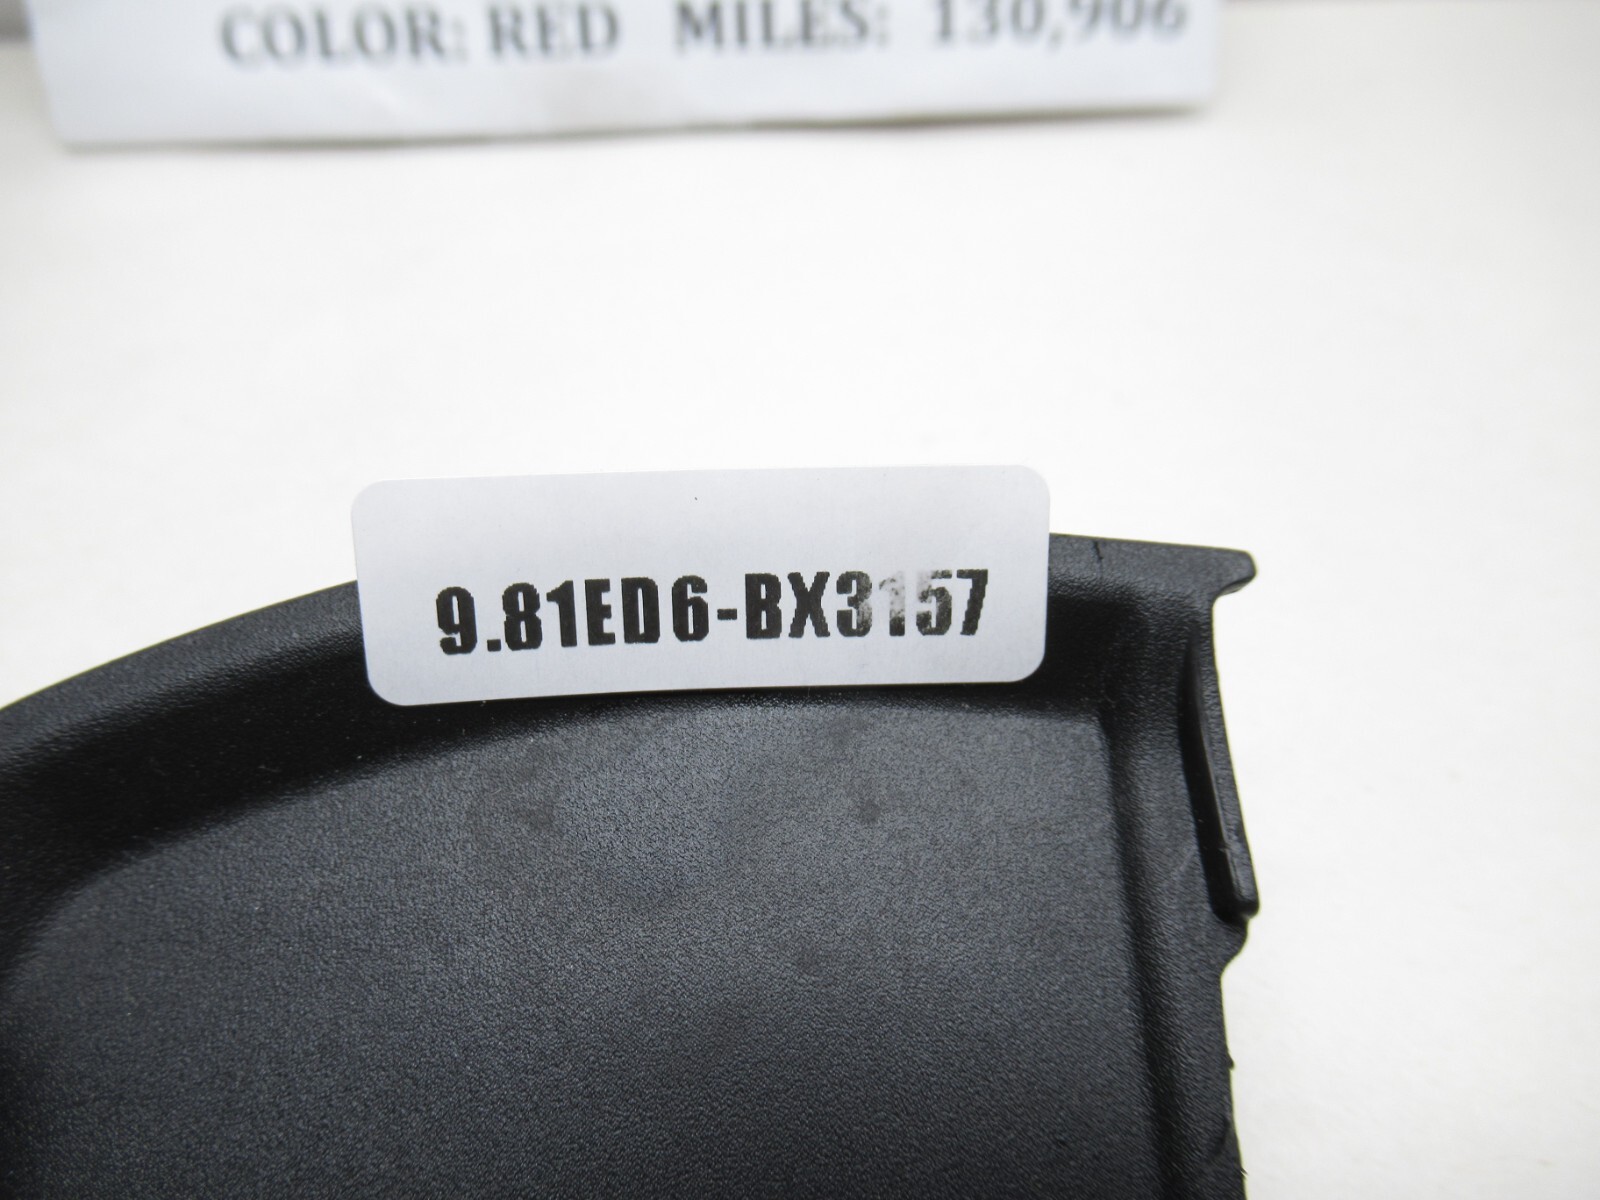 COLOR: RED MILES: 130,906
9.81ED6-BX3157